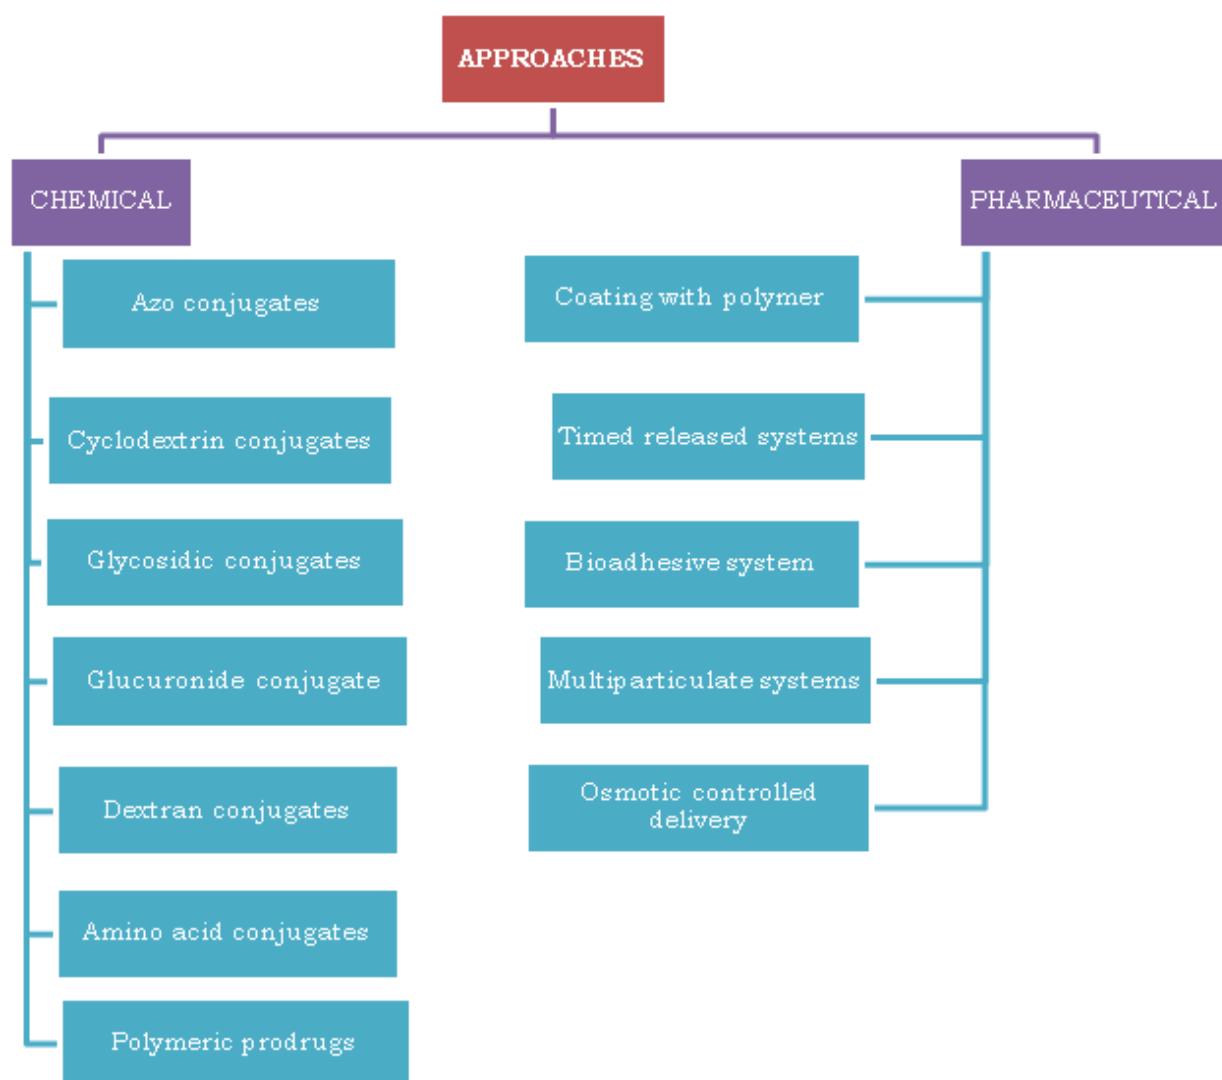 APPROACHES
CHEMICAL
PHARMACEUTICAL
Azo conjugates
Cyclodextrin conjugates
Glycosidic conjugates
Glucuronide conjugate
Dextran conjugates
Amino acid conjugates
Polymeric prodrugs
Coating with polymer
Timed released systems
Bioadhesive system
Multiparticulate systems
Osmotic controlled
delivery